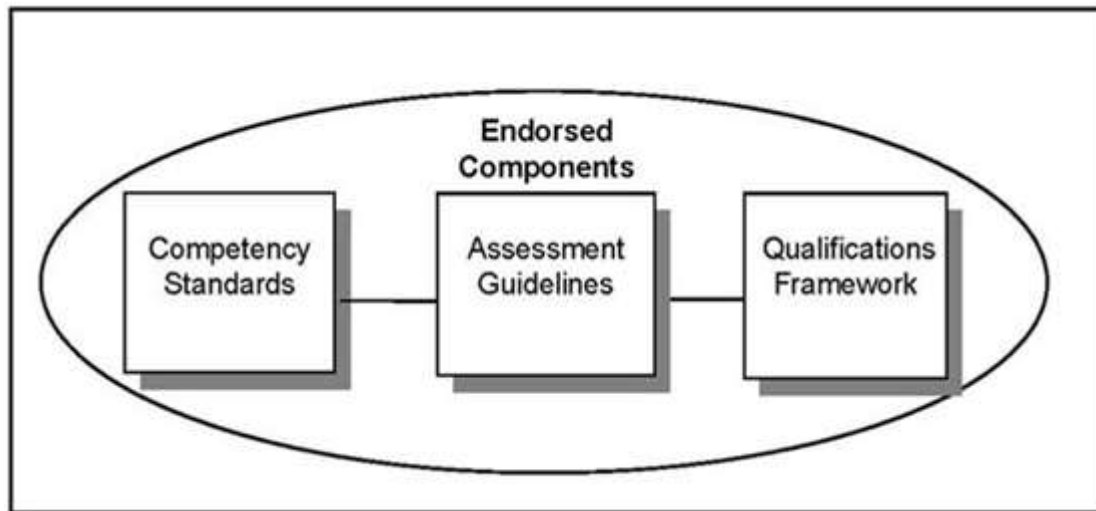 Endorsed
Components
Competency
Standards
Assessment
Guidelines
Qualifications
Framework